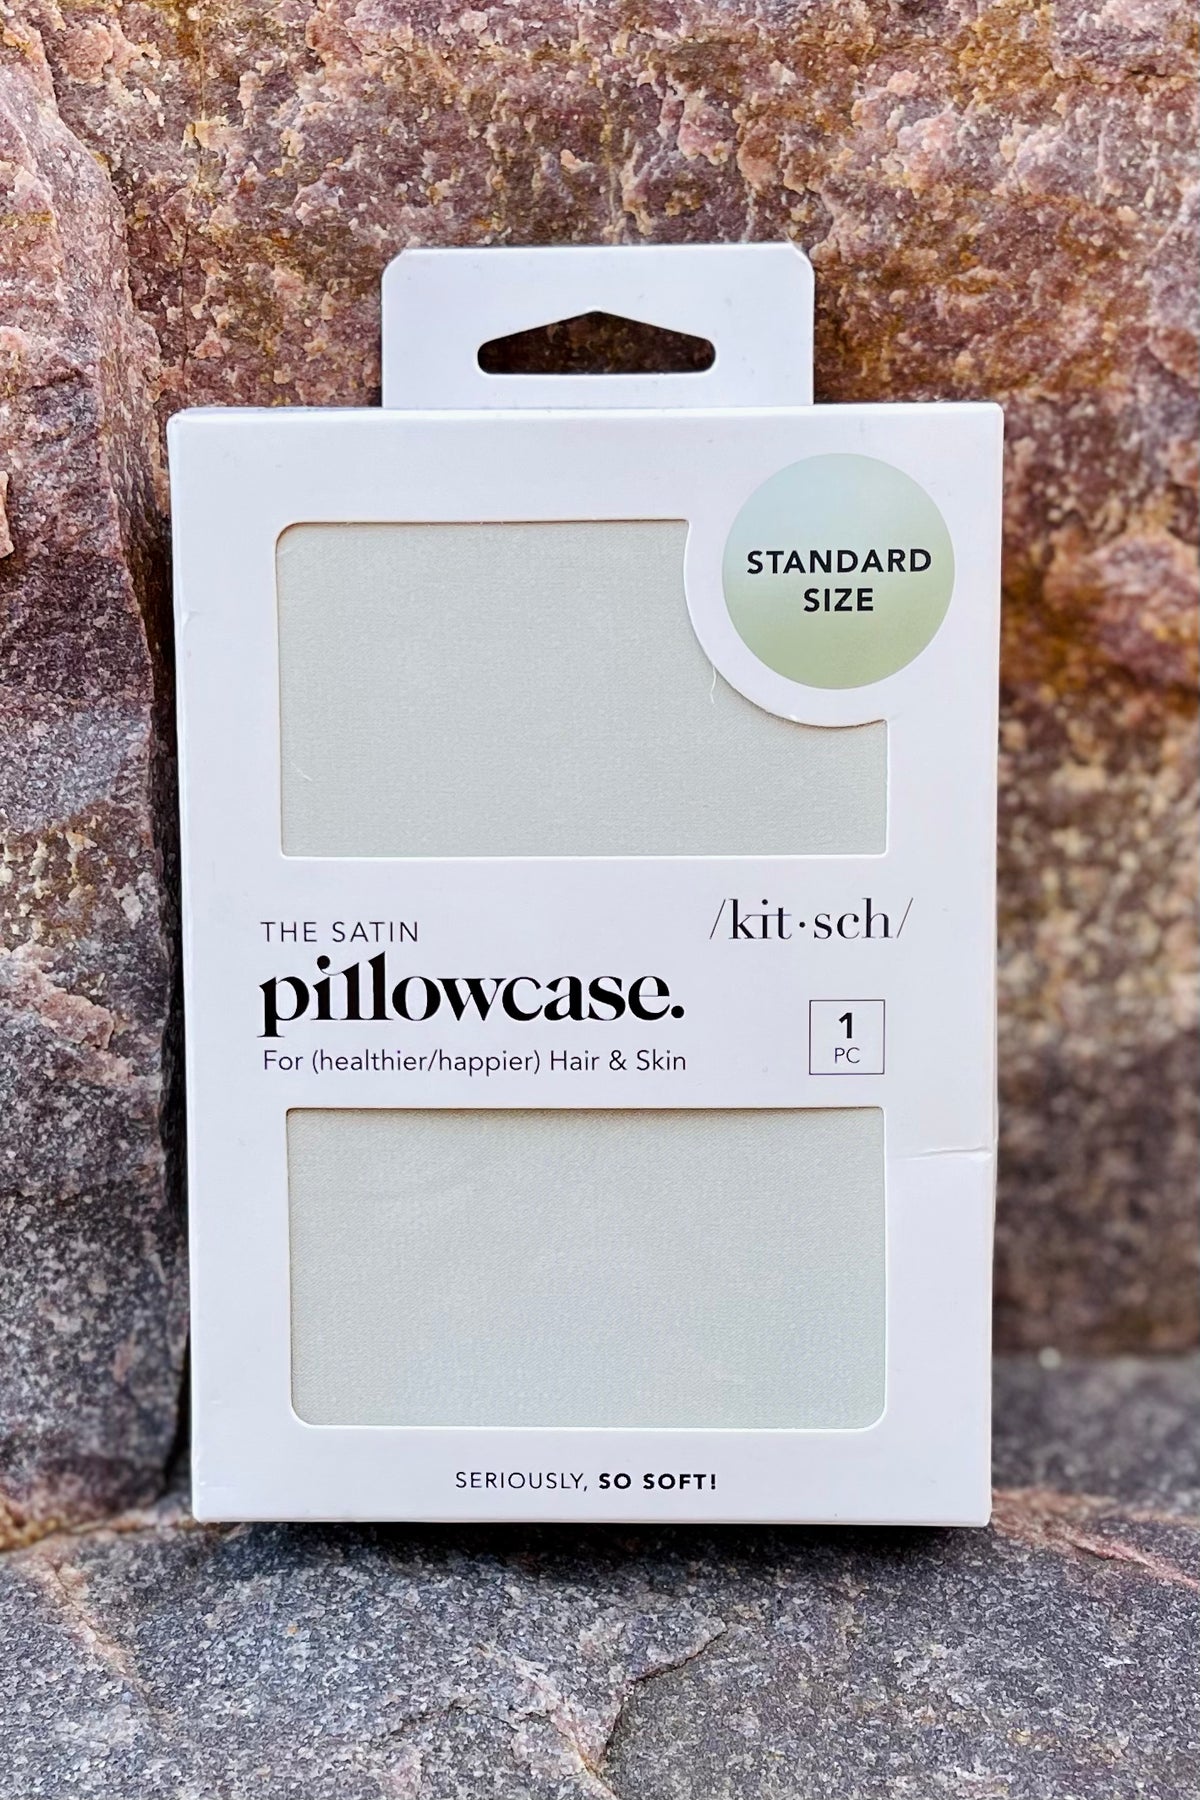 STANDARD
SIZE
THE SATIN
/kit·sch/
pillowcase.
For (healthier/happier) Hair & Skin
1
PC
SERIOUSLY, SO SOFT!